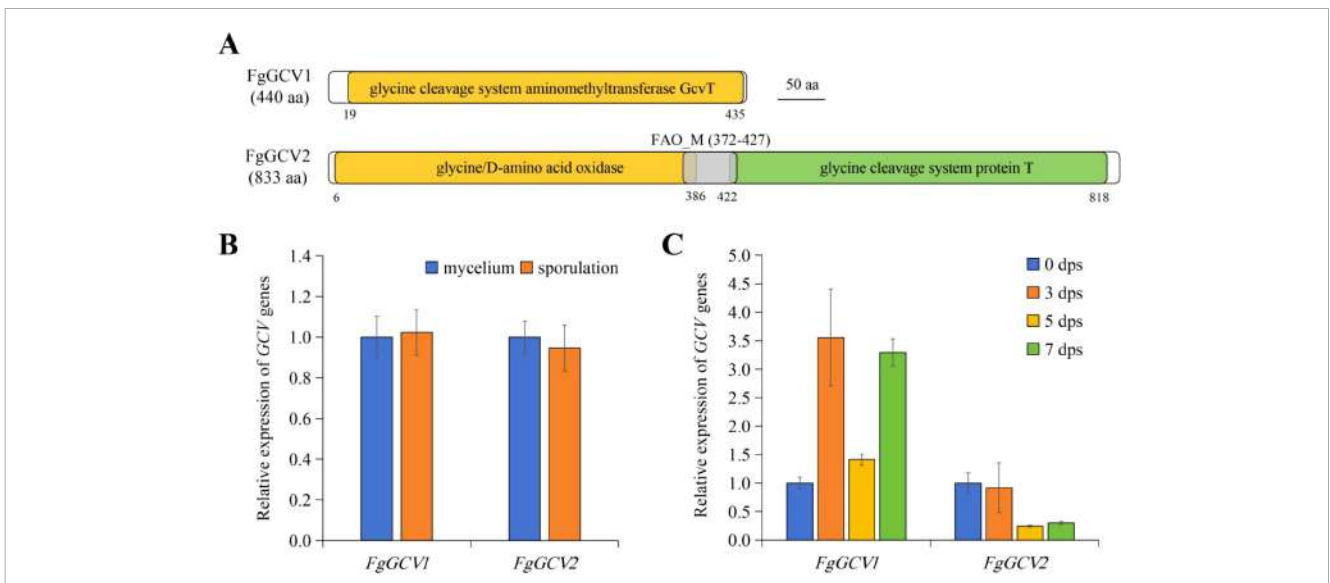 A
FgGCV1
(440 aa)
glycine cleavage system aminomethyltransferase GcvT
50 aa
19
435
FAO_M (372-427)
FgGCV2
(833 aa)
glycine/D-amino acid oxidase
glycine cleavage system protein T
6
386
422
818
B
Relative expression of GCV genes
1.4
1.2
1.0
0.8
0.6
0.4
0.2
0.0
mycelium
sporulation
FgGCV1
FgGCV2
C
Relative expression of GCV genes
5.0
4.5
4.0
3.5
3.0
2.5
2.0
1.5
1.0
0.5
0.0
0 dps
3 dps
5 dps
7 dps
FgGCV1
FgGCV2